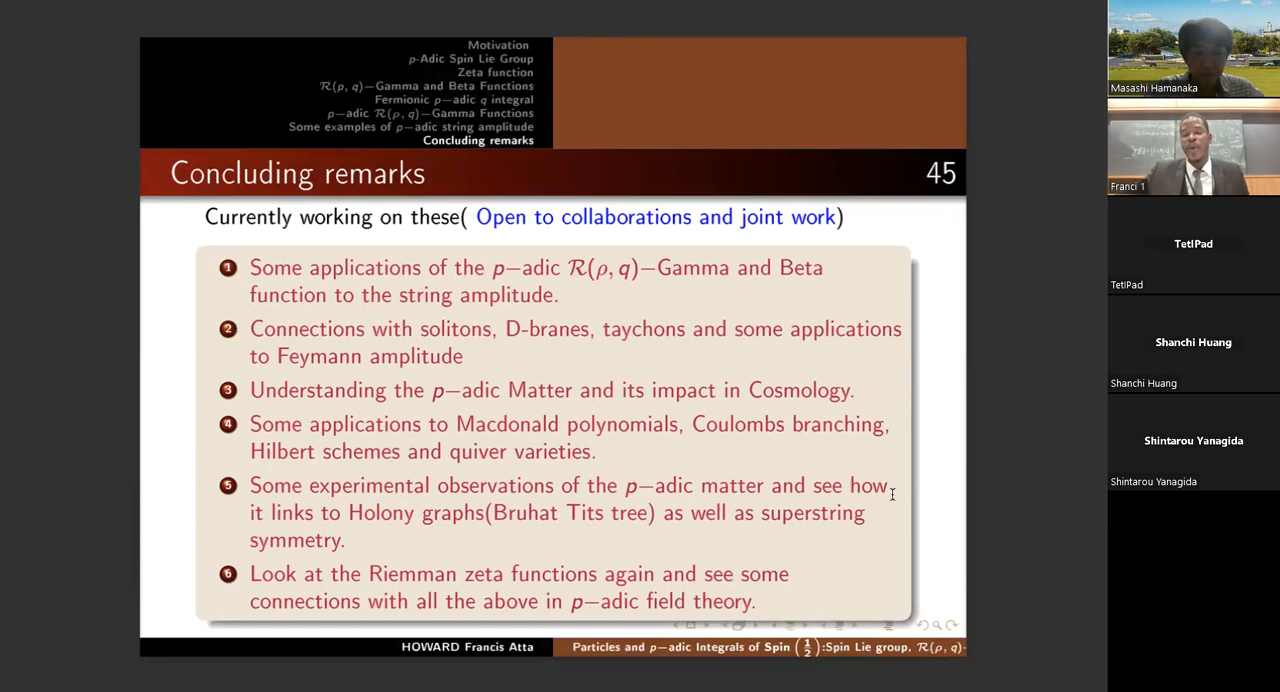 Motivation
p-Adic Spin Lie Group
Zeta function
ℛ(ρ, q)−Gamma and Beta Functions
Fermionic p−adic q integral
p−adic ℛ(ρ, q)−Gamma Functions
Some examples of p−adic string amplitude
Concluding remarks
Concluding remarks 45
Currently working on these( Open to collaborations and joint work)
1 Some applications of the p−adic ℛ(ρ, q)−Gamma and Beta
function to the string amplitude.
2 Connections with solitons, D-branes, taychons and some applications
to Feymann amplitude
3 Understanding the p−adic Matter and its impact in Cosmology.
4 Some applications to Macdonald polynomials, Coulombs branching,
Hilbert schemes and quiver varieties.
5 Some experimental observations of the p−adic matter and see how
it links to Holony graphs(Bruhat Tits tree) as well as superstring
symmetry.
6 Look at the Riemman zeta functions again and see some
connections with all the above in p−adic field theory.
HOWARD Francis Atta
Particles and p−adic Integrals of Spin (1/2):Spin Lie group, ℛ(ρ, q)-
Masashi Hamanaka
Franci 1
TetIPad
TetIPad
Shanchi Huang
Shanchi Huang
Shintarou Yanagida
Shintarou Yanagida